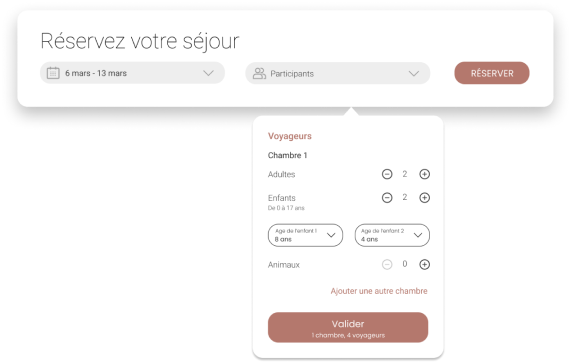 Réservez votre séjour
6 mars - 13 mars
Participants
RÉSERVER
Voyageurs
Chambre 1
Adultes
2
Enfants
2
De 0 à 17 ans
Age de l'enfant 1
8 ans
Age de l'enfant 2
4 ans
Animaux
0
Ajouter une autre chambre
Valider
1 chambre, 4 voyageurs